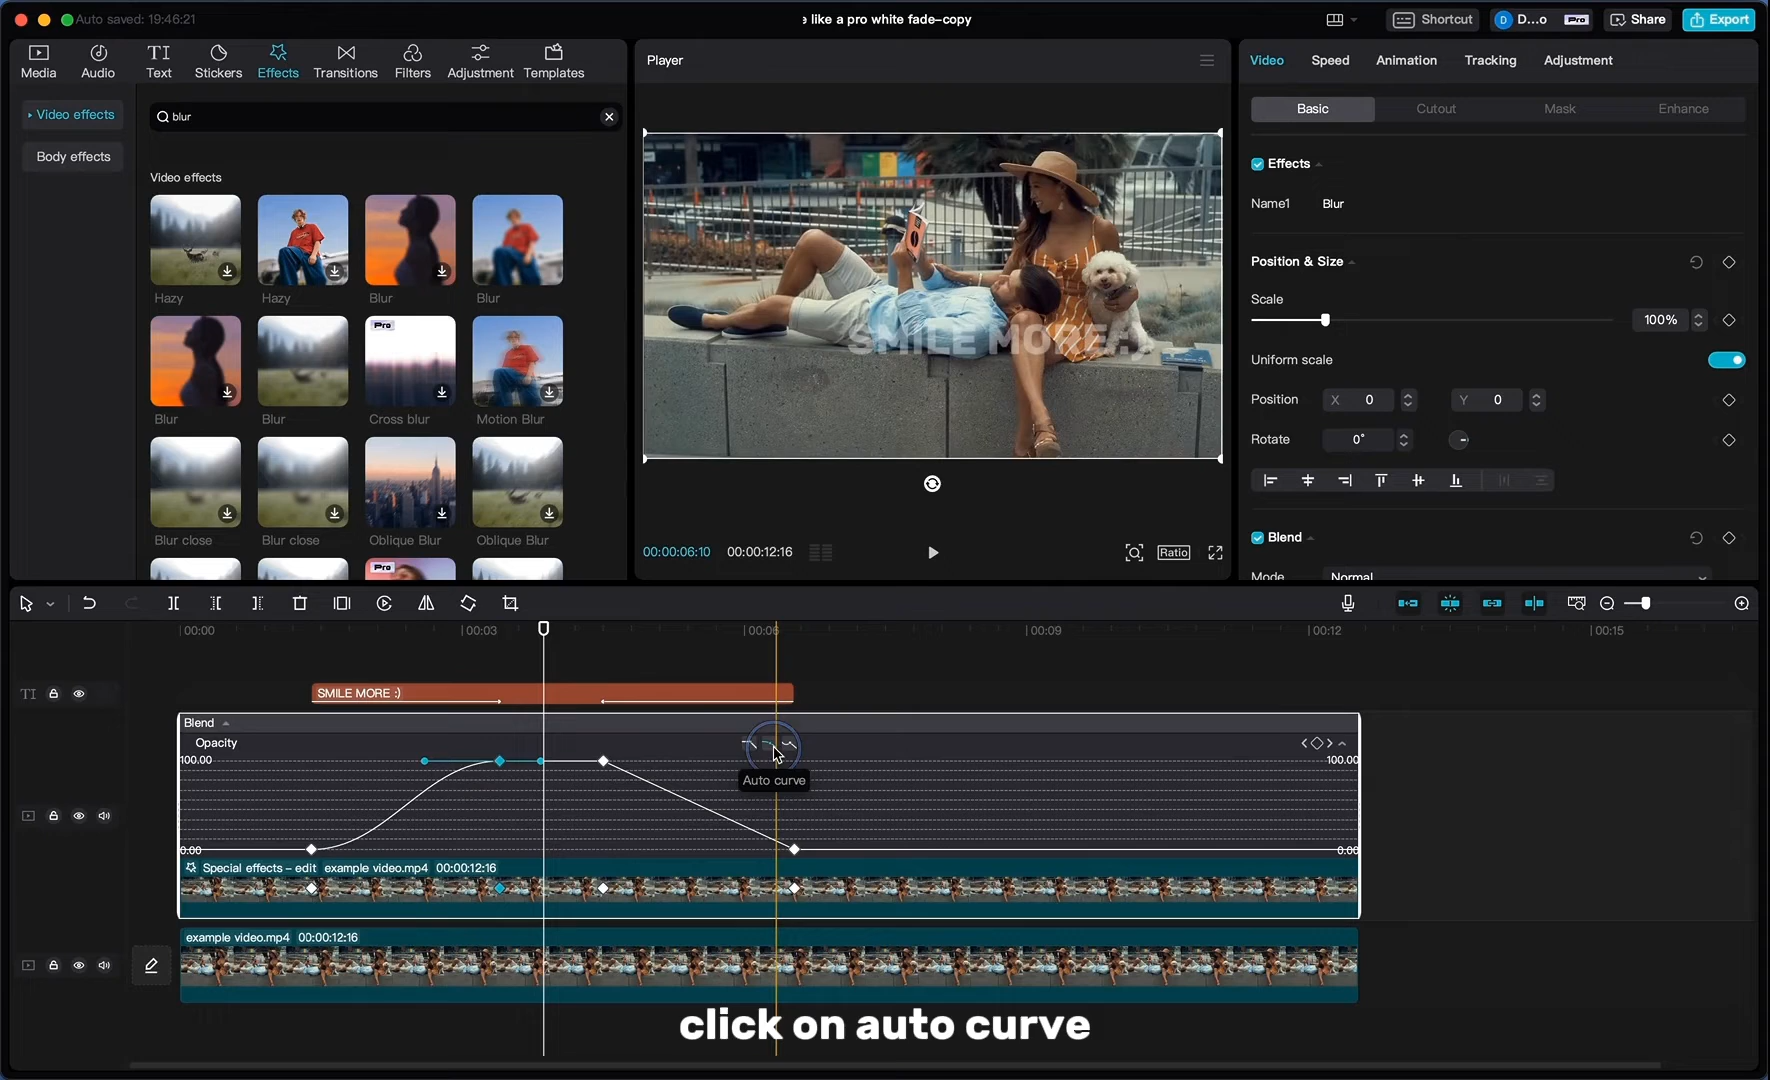 Auto saved: 19:46:21
e like a pro white fade-copy
Shortcut
D...o
Pro
Share
Export
Media
Audio
Text
Stickers
Effects
Transitions
Filters
Adjustment
Templates
Video effects
Body effects
blur
Video effects
Hazy
Hazy
Blur
Blur
Pro
Blur
Blur
Cross blur
Motion Blur
Blur close
Blur close
Oblique Blur
Oblique Blur
Pro
Player
SMILE MORE :)
00:00:06:10
00:00:12:16
Ratio
Video
Speed
Animation
Tracking
Adjustment
Basic
Cutout
Mask
Enhance
Effects
Name1
Blur
Position & Size
Scale
100%
Uniform scale
Position
X 0
Y 0
Rotate
0°
Blend
Mode
Normal
00:00
00:03
00:06
00:09
00:12
00:15
TI
SMILE MORE :)
Blend
Opacity
100.00
100.00
Auto curve
0.00
0.00
Special effects – edit example video.mp4 00:00:12:16
example video.mp4 00:00:12:16
click on auto curve